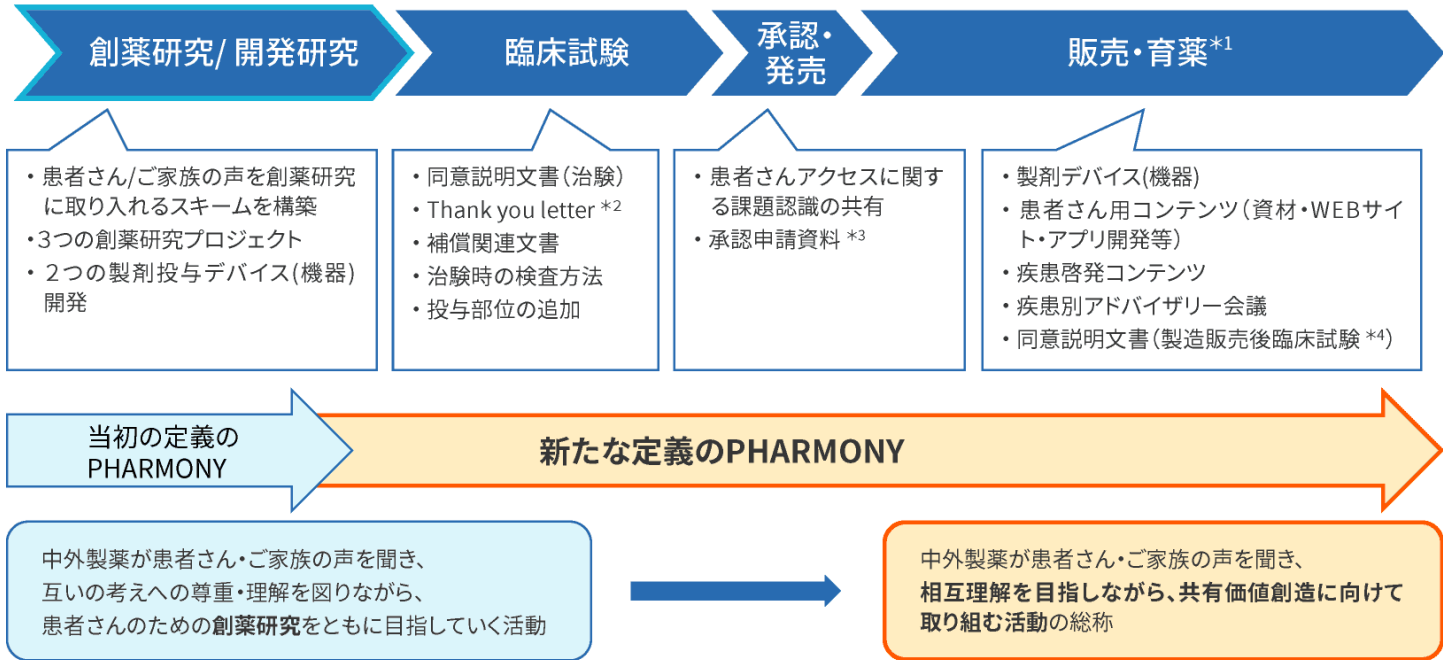 創薬研究/ 開発研究
臨床試験
承認・
発売
販売・育薬*1
・患者さん/ご家族の声を創薬研究
に取り入れるスキームを構築
・3つの創薬研究プロジェクト
・２つの製剤投与デバイス(機器)
開発
・同意説明文書(治験)
・Thank you letter *2
・補償関連文書
・治験時の検査方法
・投与部位の追加
・患者さんアクセスに関す
る課題認識の共有
・承認申請資料 *3
・製剤デバイス(機器)
・患者さん用コンテンツ(資材・WEBサイ
ト・アプリ開発等)
・疾患啓発コンテンツ
・疾患別アドバイザリー会議
・同意説明文書(製造販売後臨床試験 *4)
当初の定義の
PHARMONY
新たな定義のPHARMONY
中外製薬が患者さん・ご家族の声を聞き、
互いの考えへの尊重・理解を図りながら、
患者さんのための創薬研究をともに目指していく活動
中外製薬が患者さん・ご家族の声を聞き、
相互理解を目指しながら、共有価値創造に向けて
取り組む活動の総称